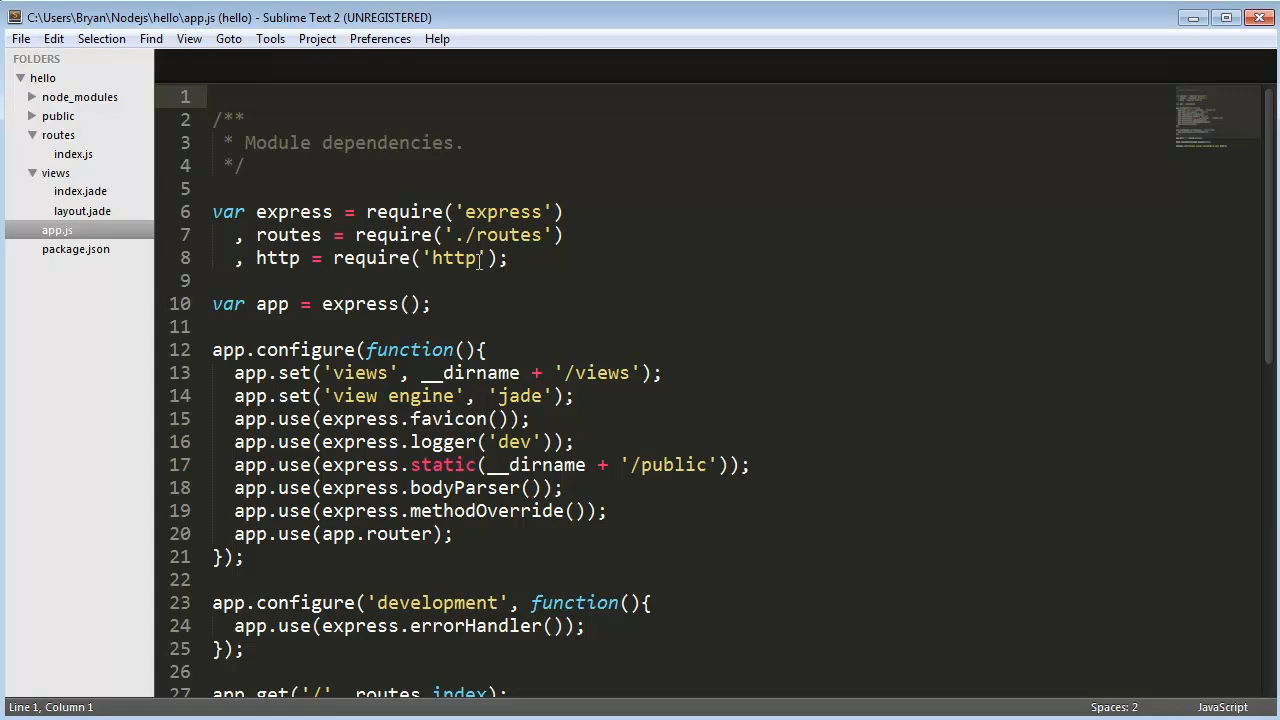 C:\Users\Bryan\Nodejs\hello\app.js (hello) - Sublime Text 2 (UNREGISTERED)
File Edit Selection Find View Goto Tools Project Preferences Help
FOLDERS
hello
node_modules
public
routes
index.js
views
index.jade
layout.jade
app.js
package.json
1
2 /**
3  * Module dependencies.
4  */
5
6 var express = require('express')
7   , routes = require('./routes')
8   , http = require('http');
9
10 var app = express();
11
12 app.configure(function(){
13   app.set('views', __dirname + '/views');
14   app.set('view engine', 'jade');
15   app.use(express.favicon());
16   app.use(express.logger('dev'));
17   app.use(express.static(__dirname + '/public'));
18   app.use(express.bodyParser());
19   app.use(express.methodOverride());
20   app.use(app.router);
21 });
22
23 app.configure('development', function(){
24   app.use(express.errorHandler());
25 });
26
27 app.get('/', routes.index);
Line 1, Column 1 Spaces: 2 JavaScript